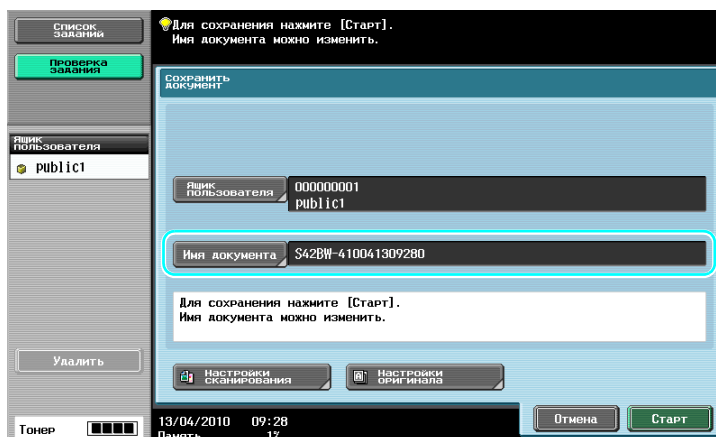 Список
заданий
Проверка
задания
Для сохранения нажмите [Старт].
Имя документа можно изменить.
Сохранить
документ
Ящик
пользователя
public1
Ящик
пользователя
000000001
public1
Имя документа
S42BW-410041309280
Для сохранения нажмите [Старт].
Имя документа можно изменить.
Удалить
Настройки
сканирования
Настройки
оригинала
Тонер
13/04/2010 09:28
Память 1%
Отмена
Старт